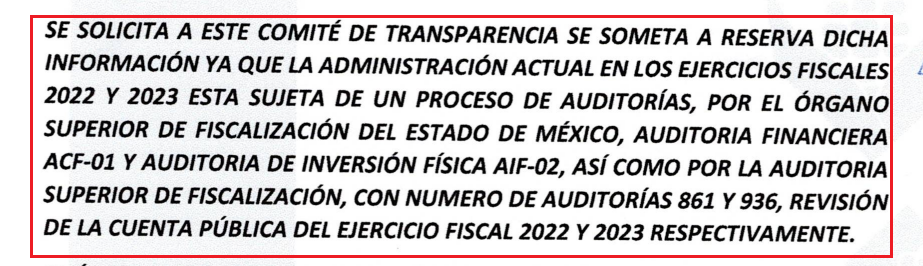 SE SOLICITA A ESTE COMITÉ DE TRANSPARENCIA SE SOMETA A RESERVA DICHA
INFORMACIÓN YA QUE LA ADMINISTRACIÓN ACTUAL EN LOS EJERCICIOS FISCALES
2022 Y 2023 ESTA SUJETA DE UN PROCESO DE AUDITORÍAS, POR EL ÓRGANO
SUPERIOR DE FISCALIZACIÓN DEL ESTADO DE MÉXICO, AUDITORIA FINANCIERA
ACF-01 Y AUDITORIA DE INVERSIÓN FÍSICA AIF-02, ASÍ COMO POR LA AUDITORIA
SUPERIOR DE FISCALIZACIÓN, CON NUMERO DE AUDITORÍAS 861 Y 936, REVISIÓN
DE LA CUENTA PÚBLICA DEL EJERCICIO FISCAL 2022 Y 2023 RESPECTIVAMENTE.